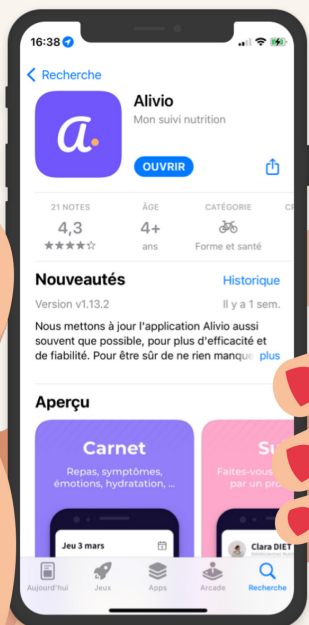 16:38
Recherche
a.
Alivio
Mon suivi nutrition
OUVRIR
21 NOTES
ÂGE
CATÉGORIE
4,3
4+
ans
Forme et santé
Nouveautés
Historique
Version v1.13.2
Il y a 1 sem.
Nous mettons à jour l'application Alivio aussi
souvent que possible, pour plus d'efficacité et
de fiabilité. Pour être sûr de ne rien manque plus
Aperçu
Carnet
Repas, symptômes,
émotions, hydratation, ...
Faites-vous
par un
Jeu 3 mars
Clara DIET
Aujourd'hui
Jeux
Apps
Arcade
Recherche